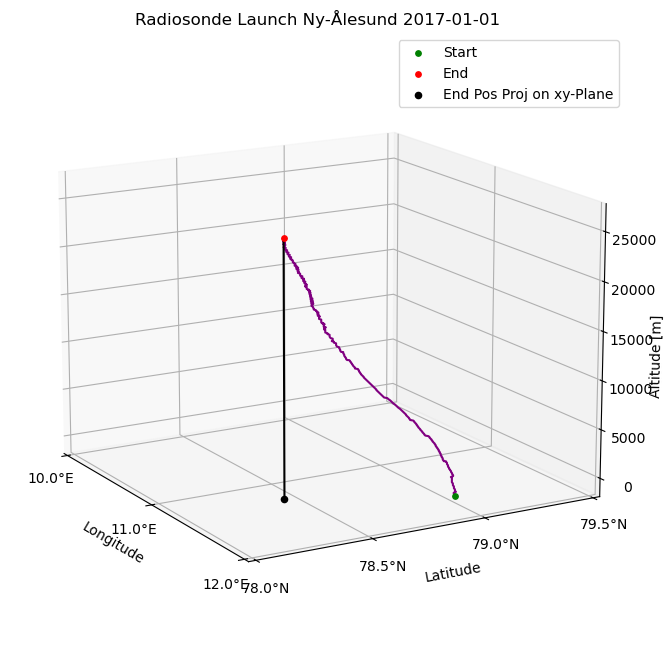 Radiosonde Launch Ny-Ålesund 2017-01-01
Start
End
End Pos Proj on xy-Plane
25000
20000
15000
10000
5000
0
Altitude [m]
10.0°E
11.0°E
12.0°E
Longitude
78.0°N
78.5°N
79.0°N
79.5°N
Latitude